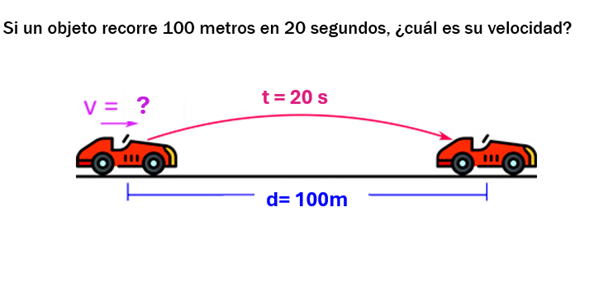 Si un objeto recorre 100 metros en 20 segundos, ¿cuál es su velocidad?
t = 20 s
v = ?
d= 100m